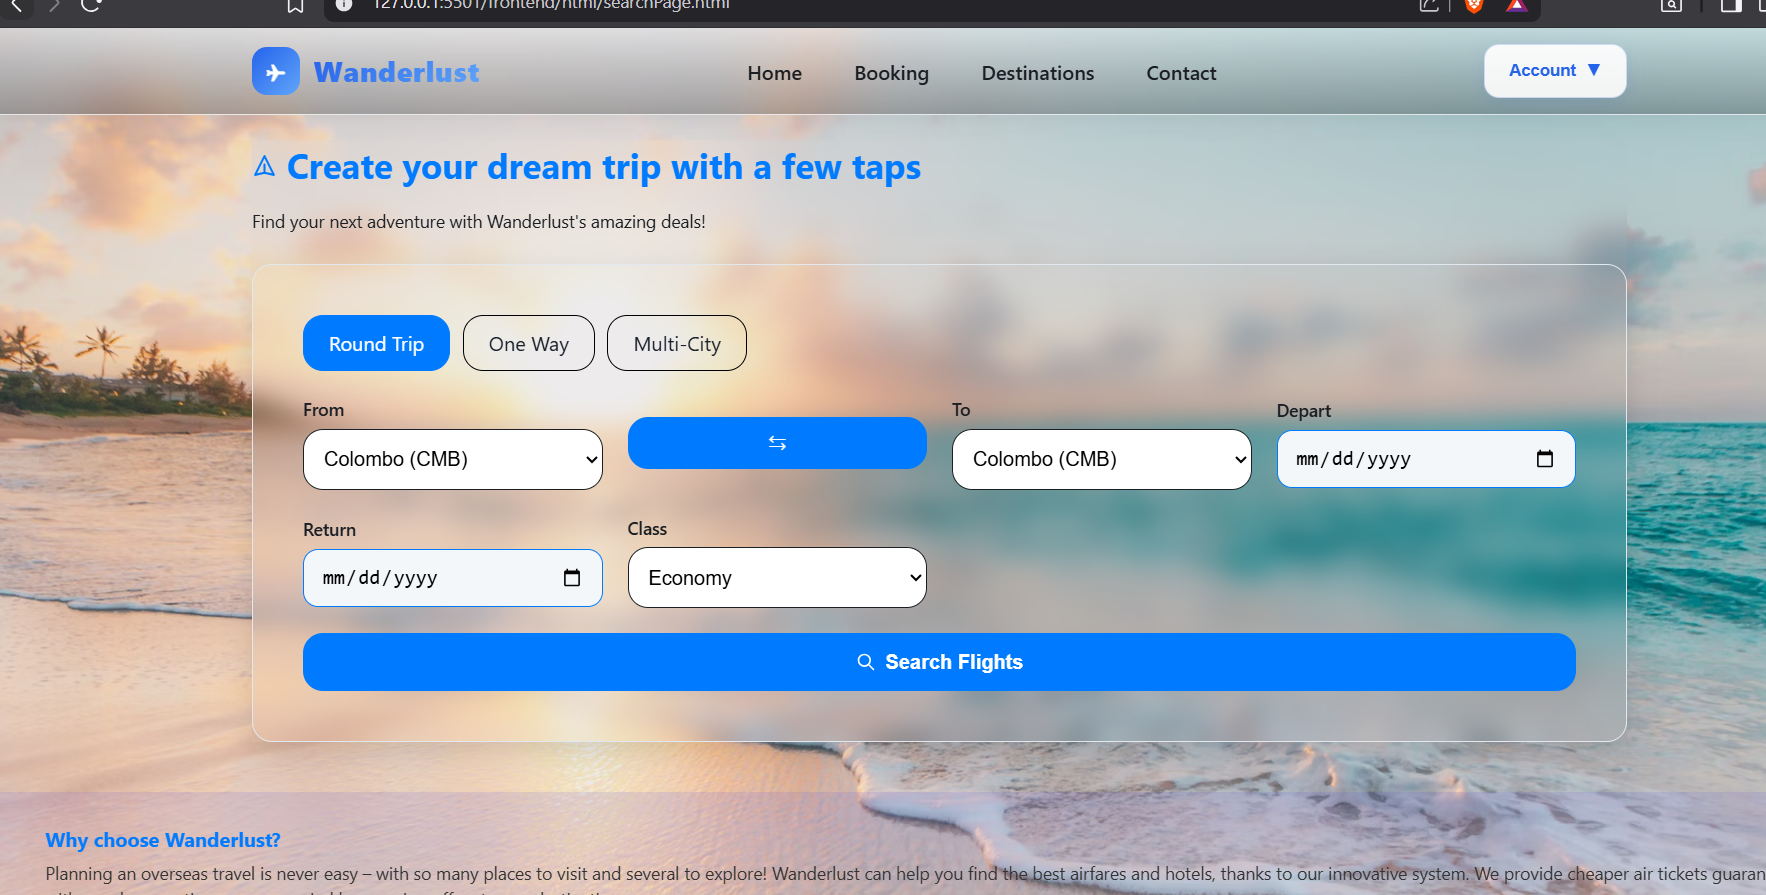 127.0.0.1:5501/frontend/html/searchPage.html
Wanderlust
Home
Booking
Destinations
Contact
Account ▼
Create your dream trip with a few taps
Find your next adventure with Wanderlust's amazing deals!
Round Trip
One Way
Multi-City
From
To
Depart
Colombo (CMB)
Colombo (CMB)
mm/dd/yyyy
Return
Class
mm/dd/yyyy
Economy
Search Flights
Why choose Wanderlust?
Planning an overseas travel is never easy – with so many places to visit and several to explore! Wanderlust can help you find the best airfares and hotels, thanks to our innovative system. We provide cheaper air tickets guaran